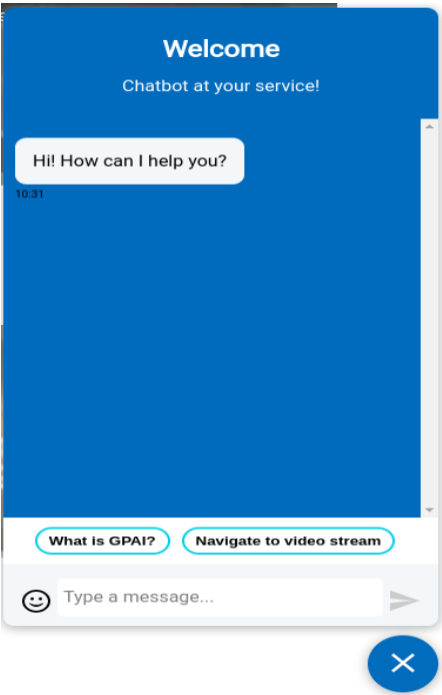 Welcome
Chatbot at your service!
Hi! How can I help you?
10:31
What is GPAI?
Navigate to video stream
Type a message...